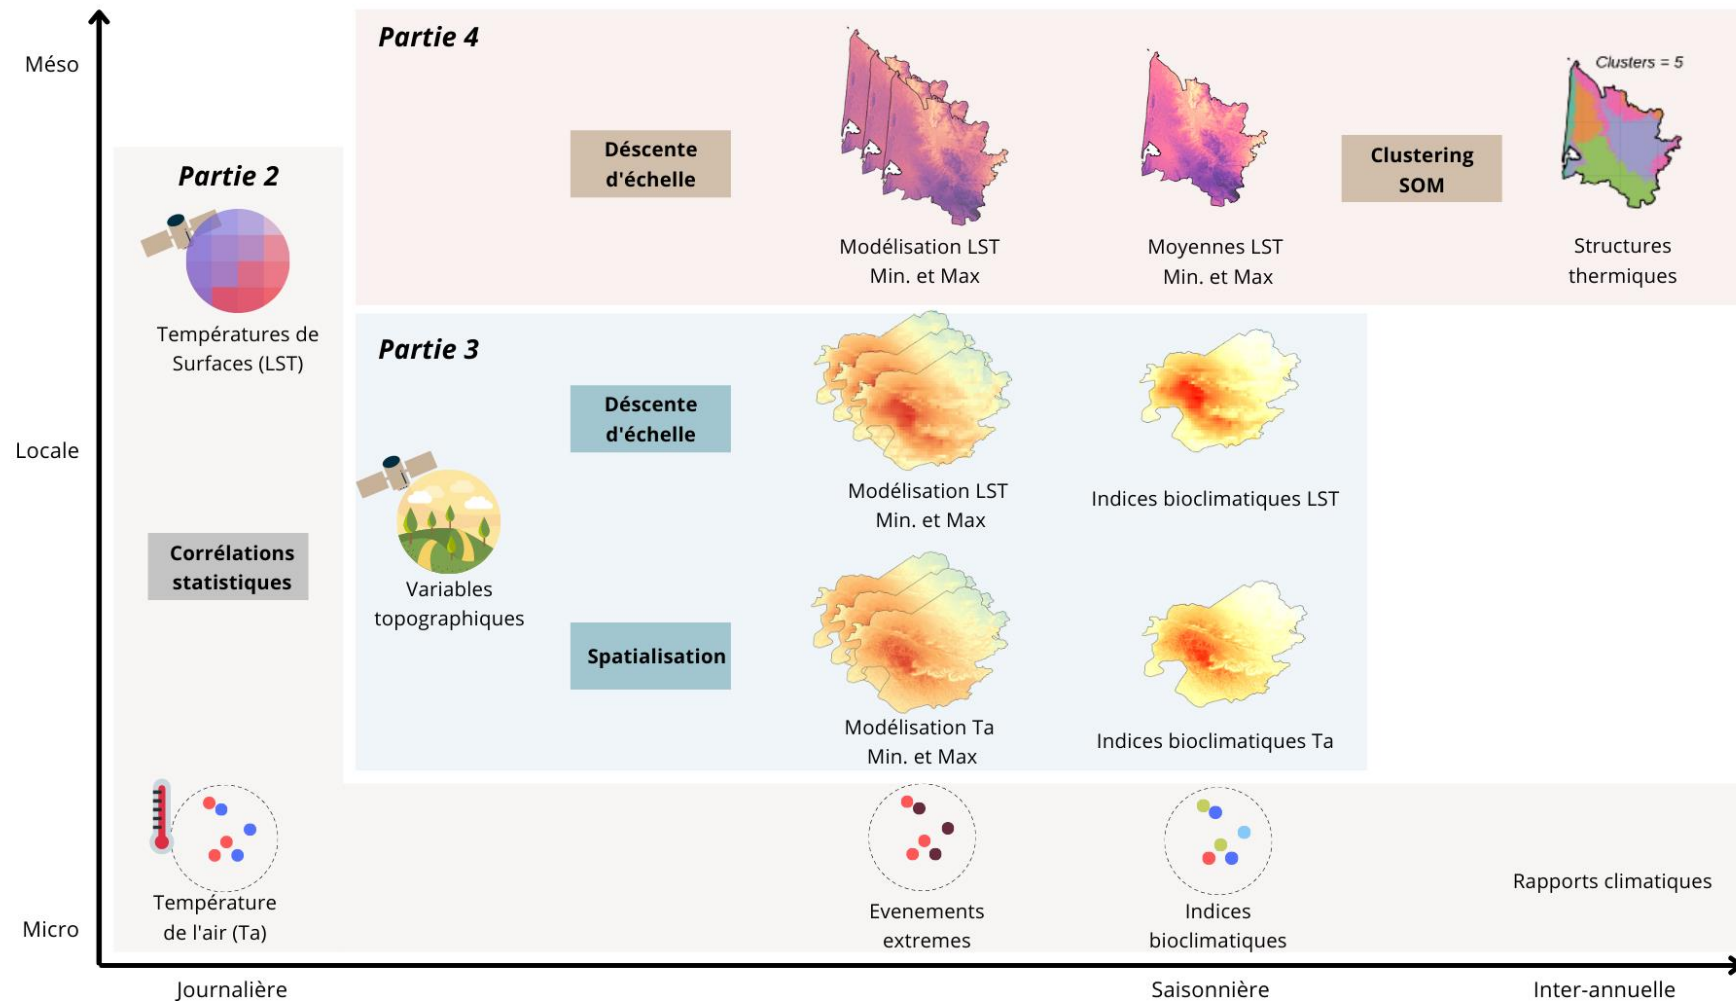 Méso
Locale
Micro
Partie 2
Températures de
Surfaces (LST)
Corrélations
statistiques
Température
de l'air (Ta)
Partie 4
Déscente
d'échelle
Modélisation LST
Min. et Max
Moyennes LST
Min. et Max
Clustering
SOM
Clusters = 5
Structures
thermiques
Partie 3
Variables
topographiques
Déscente
d'échelle
Modélisation LST
Min. et Max
Indices bioclimatiques LST
Spatialisation
Modélisation Ta
Min. et Max
Indices bioclimatiques Ta
Evenements
extremes
Indices
bioclimatiques
Rapports climatiques
Journalière
Saisonnière
Inter-annuelle